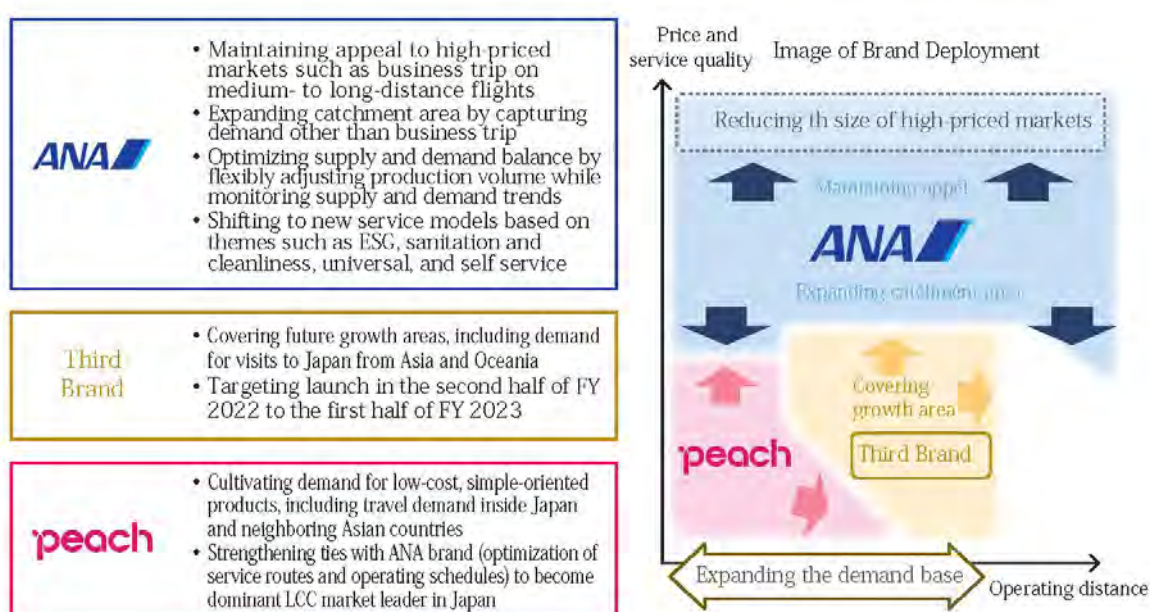 ANA
• Maintaining appeal to high-priced
markets such as business trip on
medium- to long-distance flights
• Expanding catchment area by capturing
demand other than business trip
• Optimizing supply and demand balance by
flexibly adjusting production volume while
monitoring supply and demand trends
• Shifting to new service models based on
themes such as ESG, sanitation and
cleanliness, universal, and self service
Third
Brand
• Covering future growth areas, including demand
for visits to Japan from Asia and Oceania
• Targeting launch in the second half of FY
2022 to the first half of FY 2023
peach
• Cultivating demand for low-cost, simple-oriented
products, including travel demand inside Japan
and neighboring Asian countries
• Strengthening ties with ANA brand (optimization of
service routes and operating schedules) to become
dominant LCC market leader in Japan
Price and
service quality
Image of Brand Deployment
Reducing th size of high-priced markets
Maintaining appel
ANA
Expanding catchment area
Covering
growth area
Third Brand
peach
Expanding the demand base
Operating distance